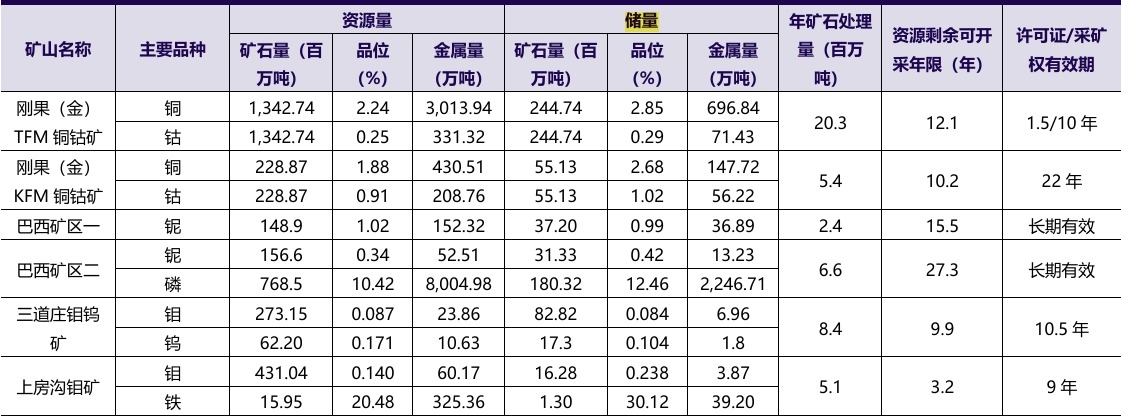 矿山名称 主要品种 资源量 储量 年矿石处理量（百万吨） 资源剩余可开采年限（年） 许可证/采矿权有效期
矿石量（百万吨） 品位（%） 金属量（万吨） 矿石量（百万吨） 品位（%） 金属量（万吨）
刚果（金）TFM 铜钴矿 铜 1,342.74 2.24 3,013.94 244.74 2.85 696.84 20.3 12.1 1.5/10 年
钴 1,342.74 0.25 331.32 244.74 0.29 71.43
刚果（金）KFM 铜钴矿 铜 228.87 1.88 430.51 55.13 2.68 147.72 5.4 10.2 22 年
钴 228.87 0.91 208.76 55.13 1.02 56.22
巴西矿区一 铌 148.9 1.02 152.32 37.20 0.99 36.89 2.4 15.5 长期有效
巴西矿区二 铌 156.6 0.34 52.51 31.33 0.42 13.23 6.6 27.3 长期有效
磷 768.5 10.42 8,004.98 180.32 12.46 2,246.71
三道庄钼钨矿 钼 273.15 0.087 23.86 82.82 0.084 6.96 8.4 9.9 10.5 年
钨 62.20 0.171 10.63 17.3 0.104 1.8
上房沟钼矿 钼 431.04 0.140 60.17 16.28 0.238 3.87 5.1 3.2 9 年
铁 15.95 20.48 325.36 1.30 30.12 39.20